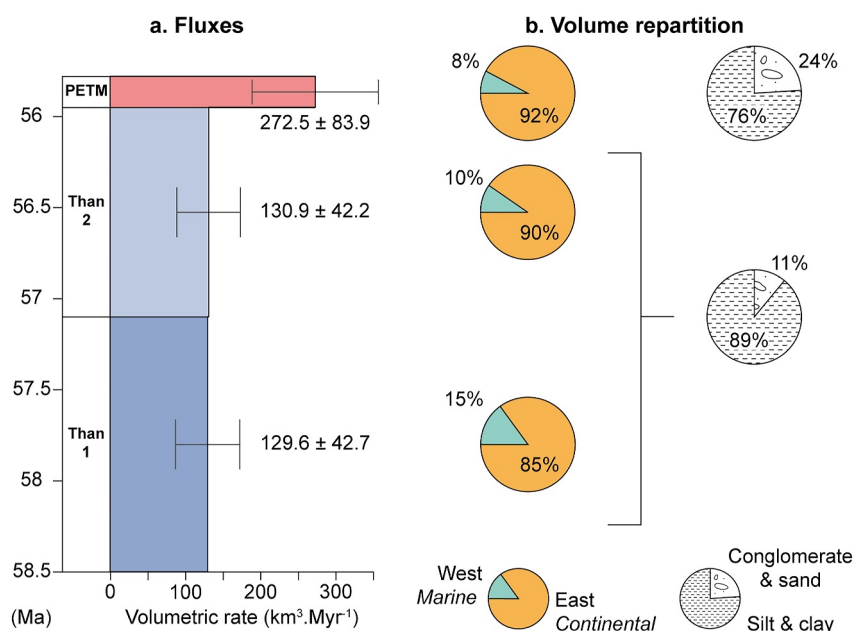 a. Fluxes
b. Volume repartition
PETM
272.5 ± 83.9
8%
92%
24%
76%
56
56.5
Than
2
130.9 ± 42.2
10%
90%
57
11%
89%
57.5
Than
1
129.6 ± 42.7
15%
85%
58
58.5
0 100 200 300
(Ma)
Volumetric rate (km³.Myr⁻¹)
West
Marine
East
Continental
Conglomerate
& sand
Silt & clay